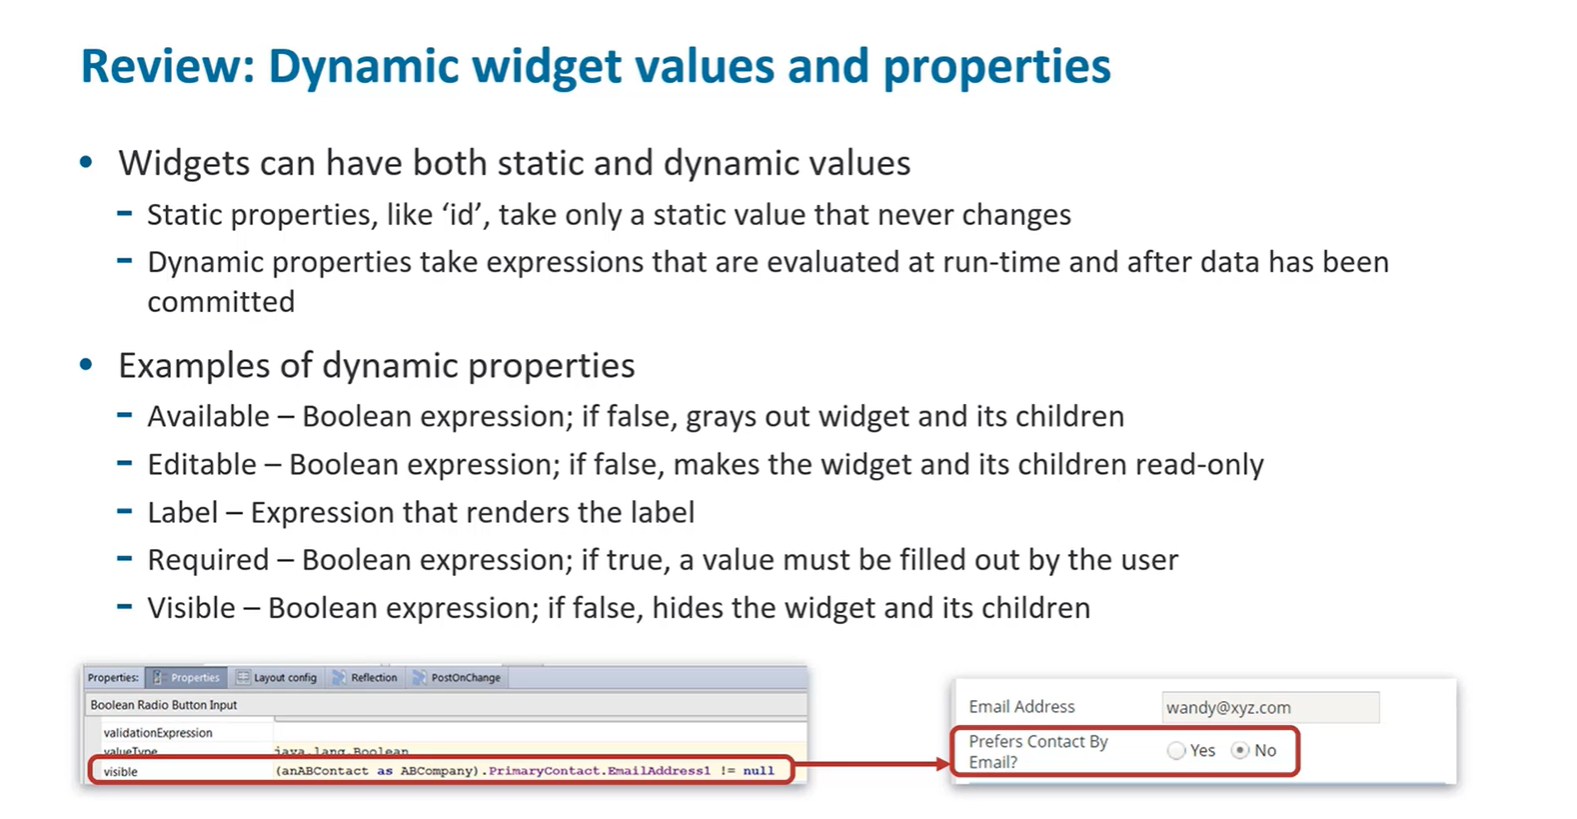 Review: Dynamic widget values and properties
• Widgets can have both static and dynamic values
– Static properties, like ‘id’, take only a static value that never changes
– Dynamic properties take expressions that are evaluated at run-time and after data has been
committed
• Examples of dynamic properties
– Available – Boolean expression; if false, grays out widget and its children
– Editable – Boolean expression; if false, makes the widget and its children read-only
– Label – Expression that renders the label
– Required – Boolean expression; if true, a value must be filled out by the user
– Visible – Boolean expression; if false, hides the widget and its children
Properties: Properties Layout config Reflection PostOnChange
Boolean Radio Button Input
validationExpression
valueType java.lang.Boolean
visible (anABContact as ABCompany).PrimaryContact.EmailAddress1 != null
Email Address wandy@xyz.com
Prefers Contact By
Email? Yes No